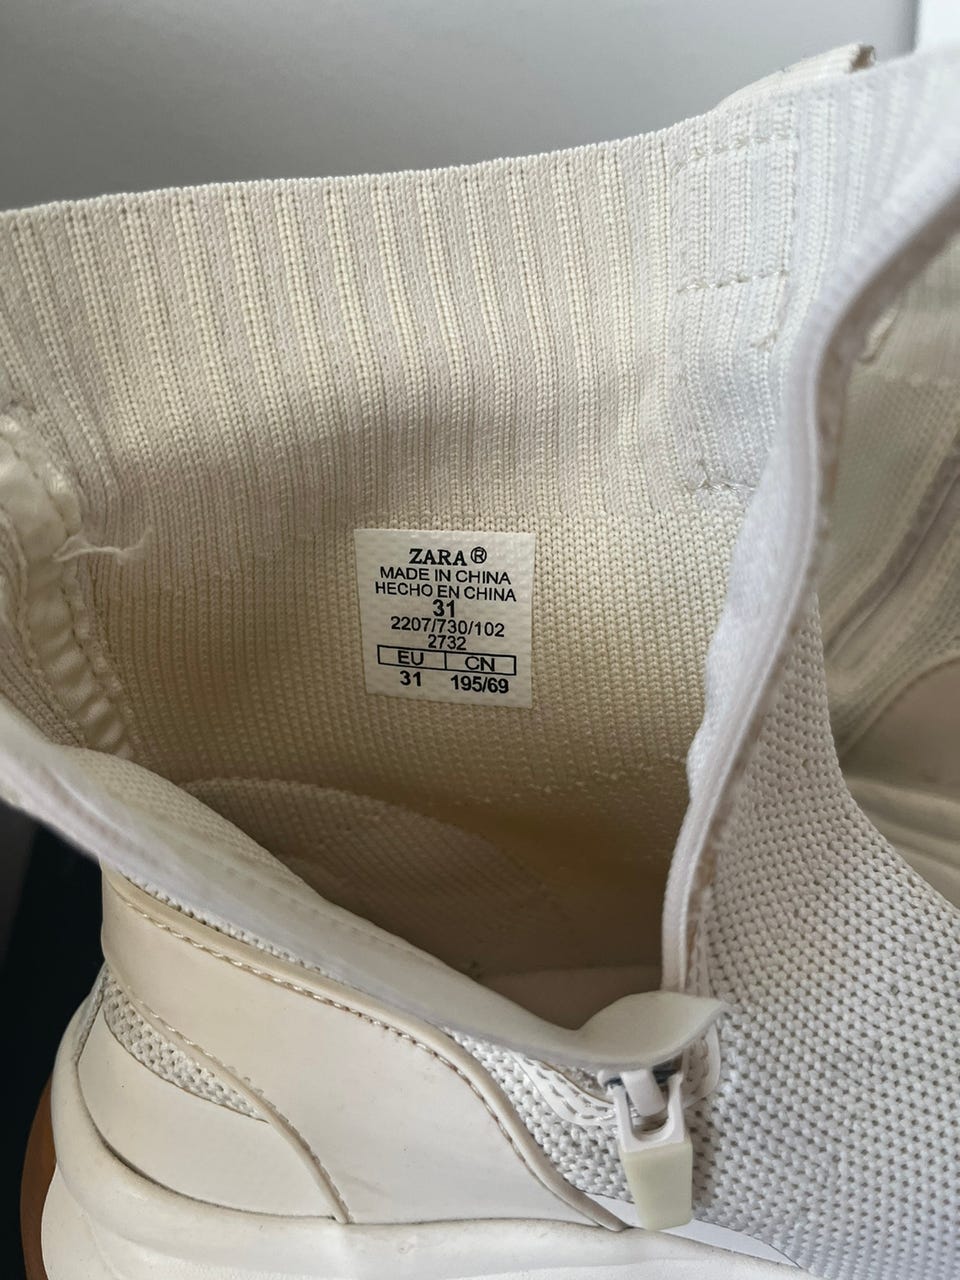 ZARA®
MADE IN CHINA
HECHO EN CHINA
31
2207/730/102
2732
EU CN
31 195/69